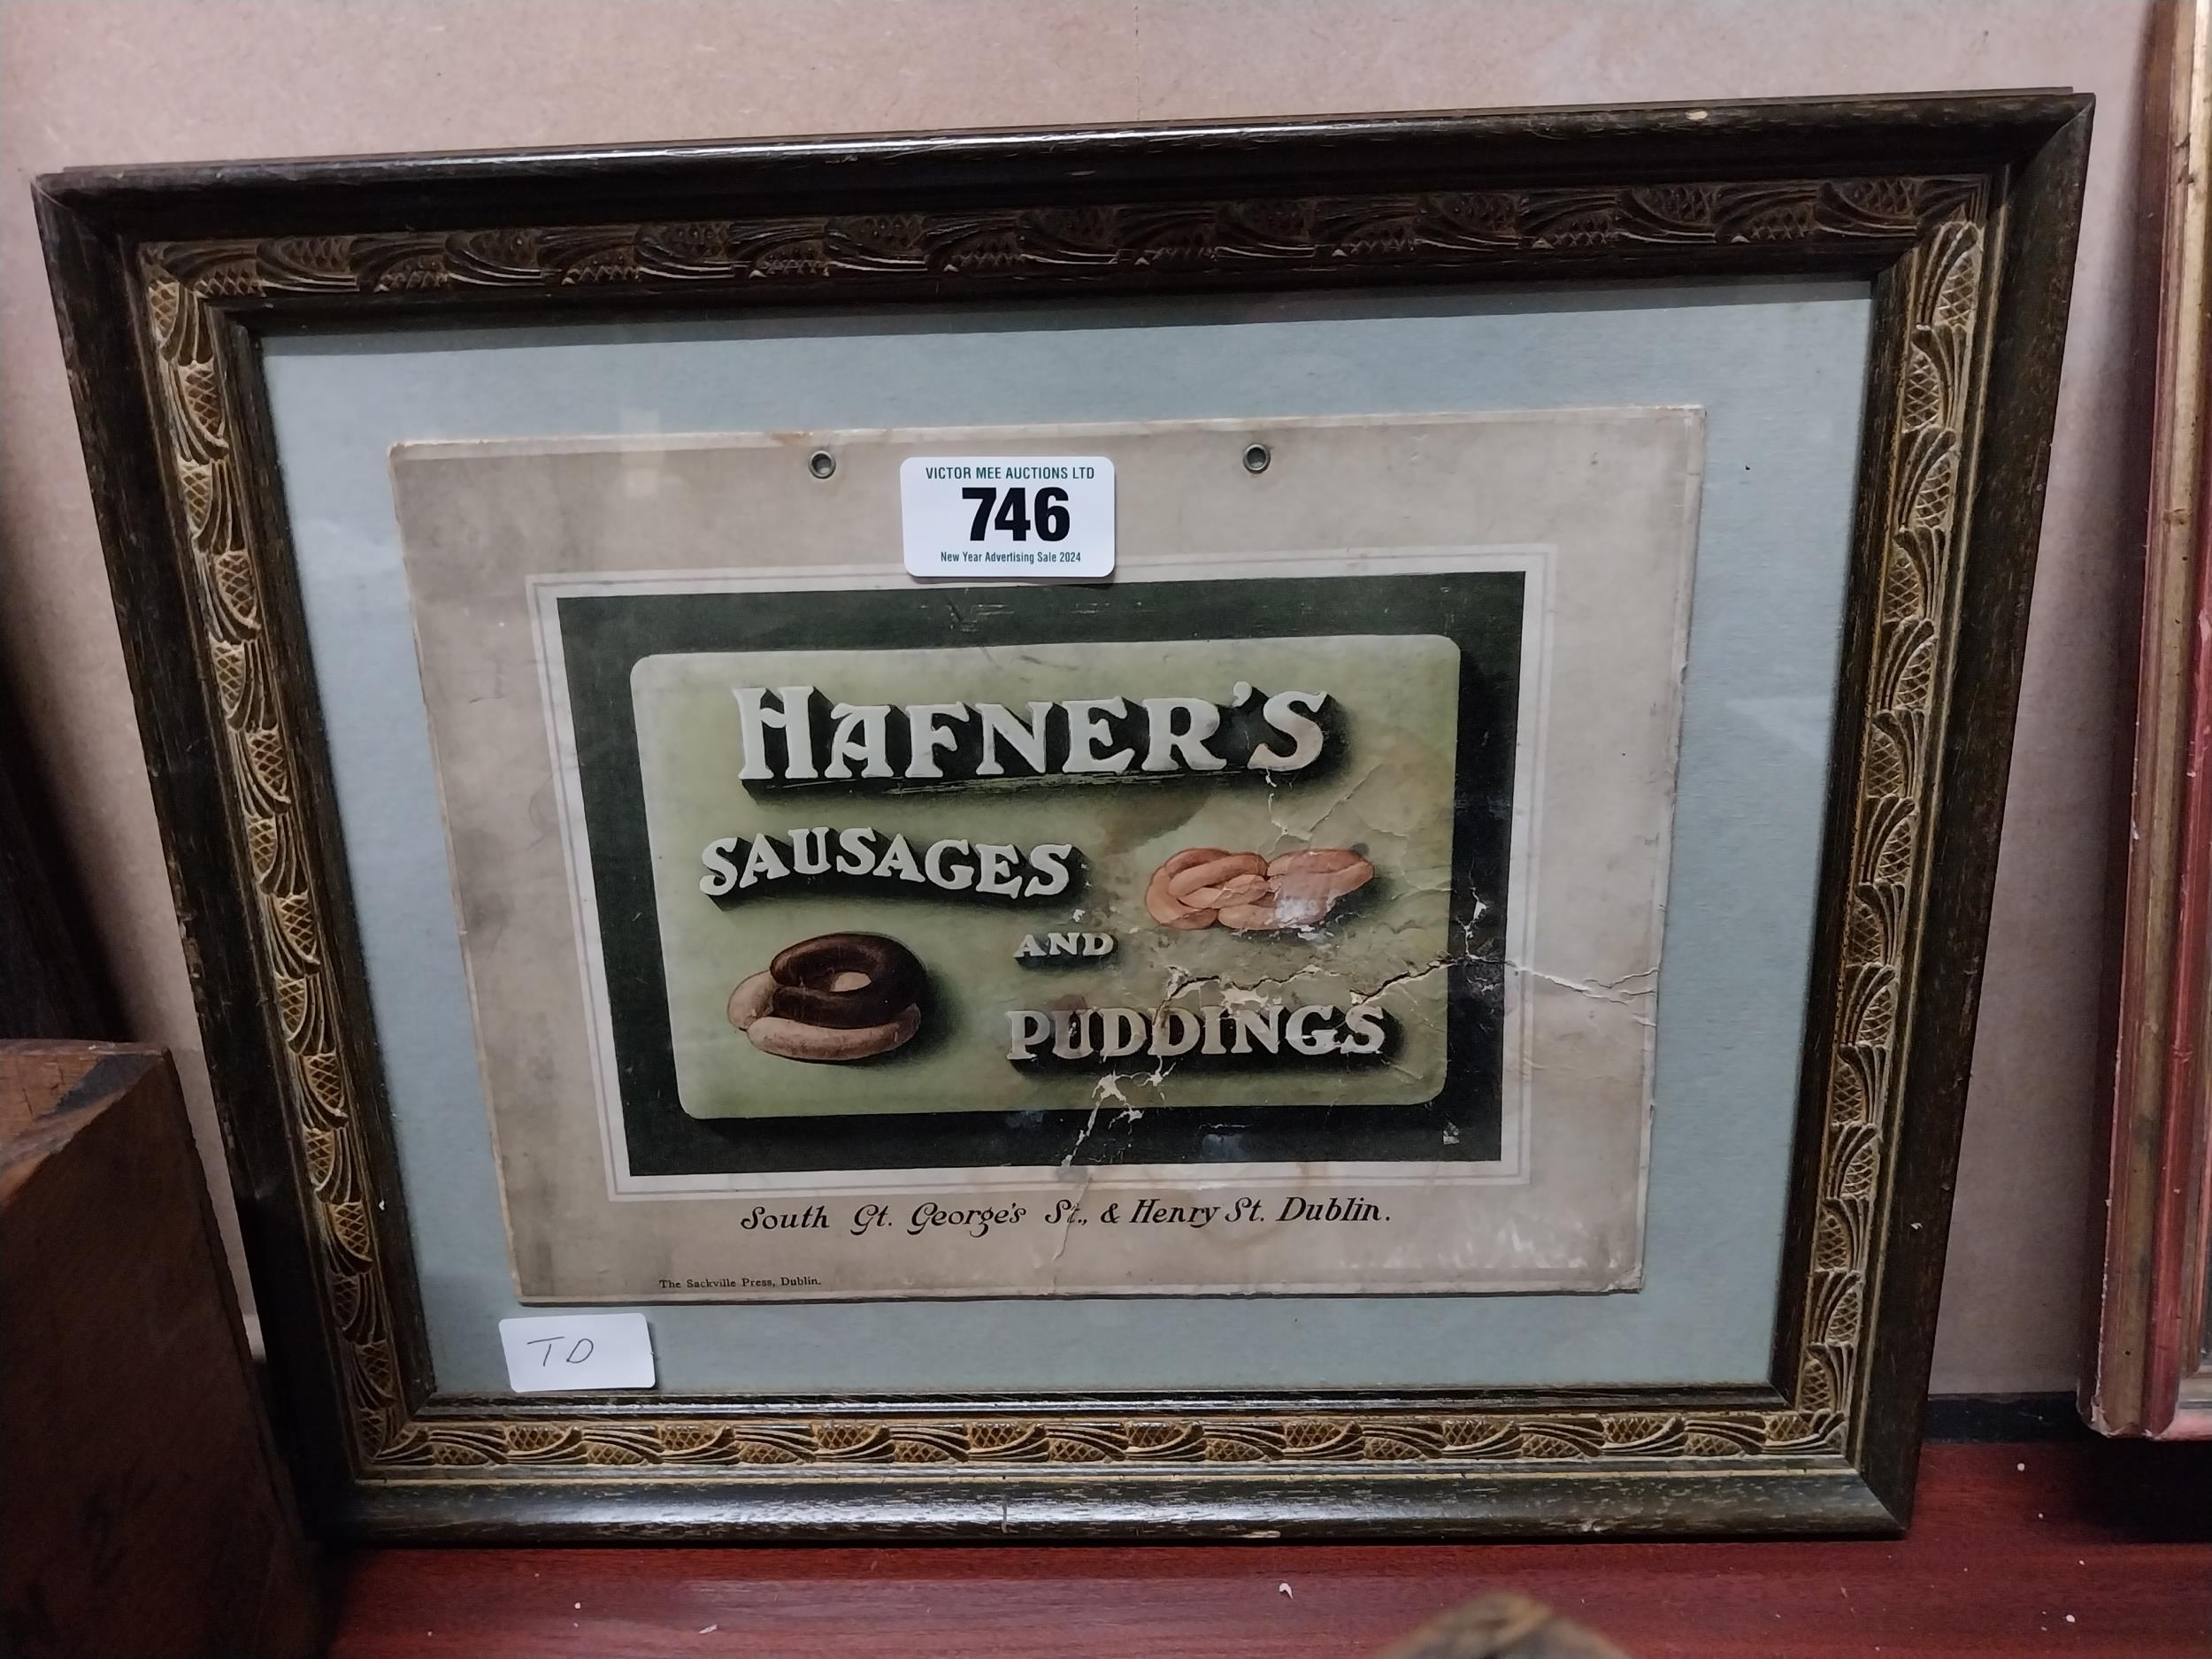 VICTOR MEE AUCTIONS LTD
746
New Year Advertising Sale 2024
HAFNER'S
SAUSAGES
AND
PUDDINGS
South Gt. George's St., & Henry St. Dublin.
The Sackville Press, Dublin.
TD